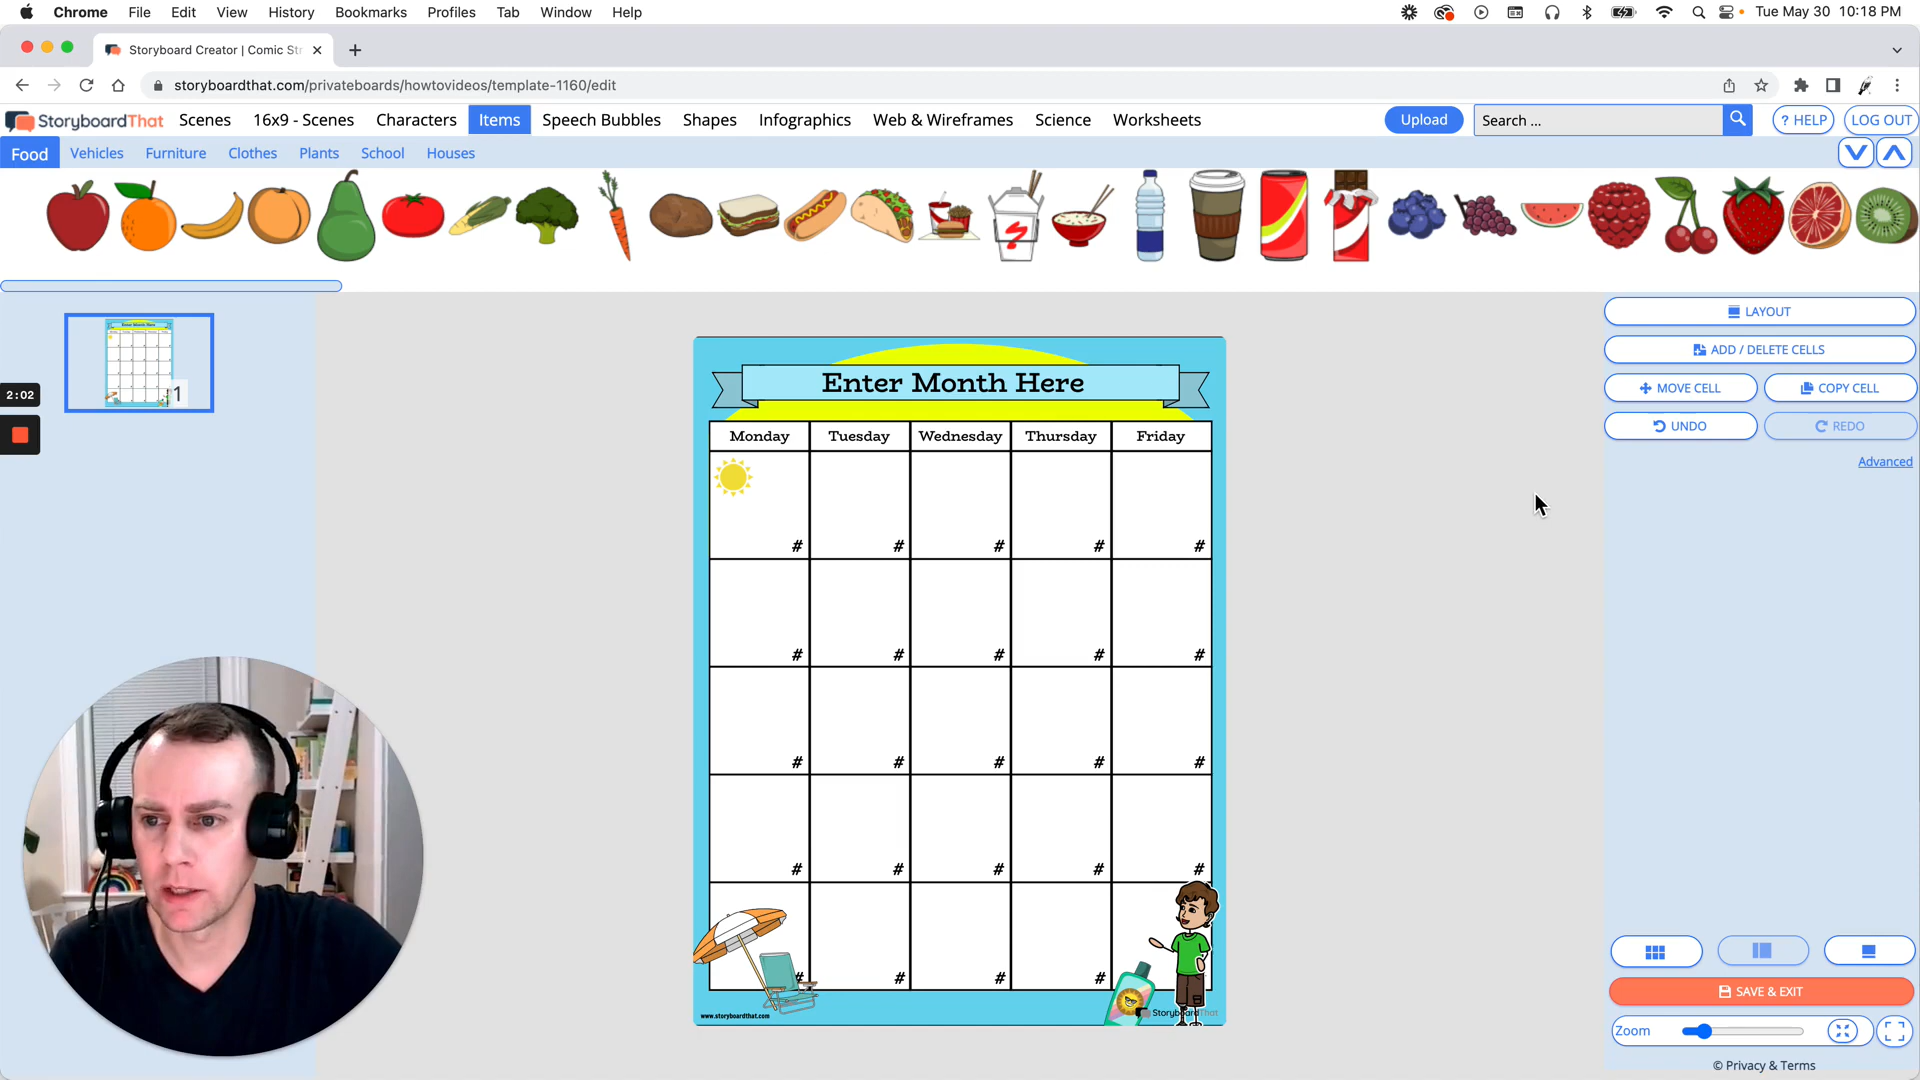 Chrome File Edit View History Bookmarks Profiles Tab Window Help
Tue May 30 10:18 PM
Storyboard Creator | Comic Str
storyboardthat.com/privateboards/howtovideos/template-1160/edit
StoryboardThat
Scenes 16x9 - Scenes Characters Items Speech Bubbles Shapes Infographics Web & Wireframes Science Worksheets
Upload
Search ...
? HELP
LOG OUT
Food Vehicles Furniture Clothes Plants School Houses
LAYOUT
ADD / DELETE CELLS
MOVE CELL
COPY CELL
UNDO
REDO
Advanced
2:02
1
Enter Month Here
Monday Tuesday Wednesday Thursday Friday
# # # # #
# # # # #
# # # # #
# # # # #
# # # #
www.storyboardthat.com
StoryboardThat
SAVE & EXIT
Zoom
© Privacy & Terms